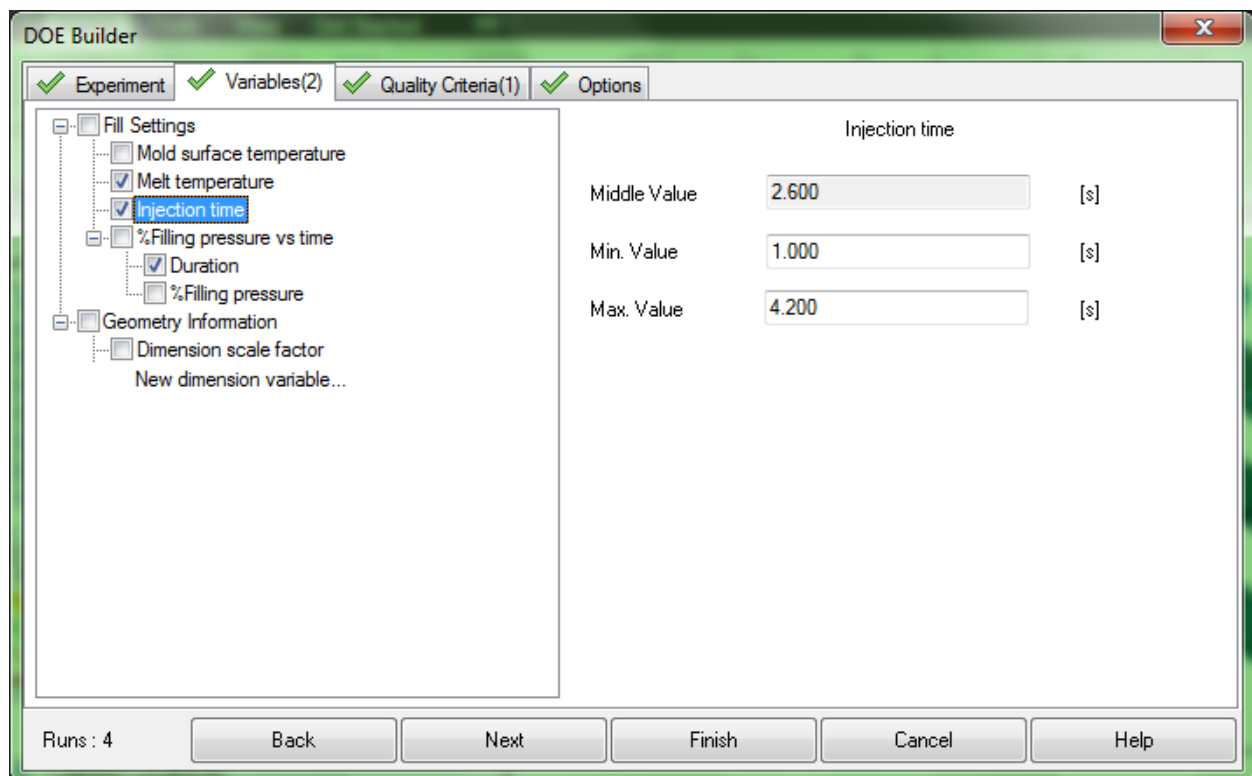 DOE Builder
Experiment Variables(2) Quality Criteria(1) Options
Fill Settings
Mold surface temperature
Melt temperature
Injection time
%Filling pressure vs time
Duration
%Filling pressure
Geometry Information
Dimension scale factor
New dimension variable...
Injection time
Middle Value 2.600 [s]
Min. Value 1.000 [s]
Max. Value 4.200 [s]
Runs : 4 Back Next Finish Cancel Help